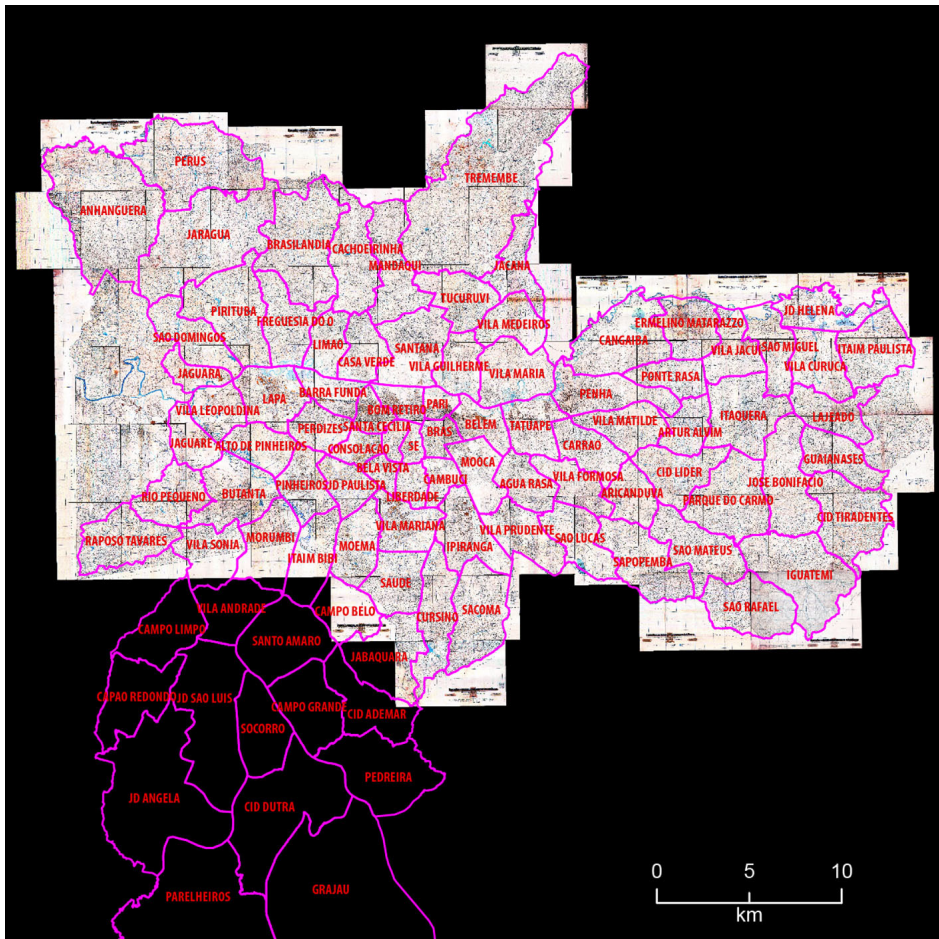 PERUS
TREMEMBE
ANHANGUERA
JARAGUA
BRASILANDIA
CACHOEIRINHA
MANDAQUI
JACANA
TUCURUVI
PIRITUBA
FREGUESIA DO O
VILA MEDEIROS
JD HELENA
ERMELINO MATARAZZO
SAO DOMINGOS
LIMAO
SANTANA
CANGAIBA
VILA JACUI
SAO MIGUEL
ITAIM PAULISTA
CASA VERDE
VILA GUILHERME
VILA MARIA
VILA CURUCA
JAGUARA
PONTE RASA
LAPA
BARRA FUNDA
PENHA
VILA LEOPOLDINA
BOM RETIRO
PARI
ITAQUERA
LAJEADO
PERDIZES
SANTA CECILIA
BRAS
BELEM
TATUAPE
VILA MATILDE
ARTUR ALVIM
JAGUARE
ALTO DE PINHEIROS
CONSOLACAO
SE
CARRAO
MOOCA
GUAIANASES
BELA VISTA
CID LIDER
RIO PEQUENO
BUTANTA
PINHEIROS
JD PAULISTA
CAMBUCI
AGUA RASA
VILA FORMOSA
JOSE BONIFACIO
LIBERDADE
ARICANDUVA
PARQUE DO CARMO
CID TIRADENTES
VILA MARIANA
VILA PRUDENTE
RAPOSO TAVARES
VILA SONIA
MORUMBI
MOEMA
IPIRANGA
SAO LUCAS
SAO MATEUS
ITAIM BIBI
SAPOPEMBA
IGUATEMI
SAUDE
VILA ANDRADE
CAMPO BELO
CURSINO
SACOMA
SAO RAFAEL
CAMPO LIMPO
SANTO AMARO
JABAQUARA
CAPAO REDONDO
JD SAO LUIS
CAMPO GRANDE
CID ADEMAR
SOCORRO
PEDREIRA
JD ANGELA
CID DUTRA
PARELHEIROS
GRAJAU
0 5 10
km